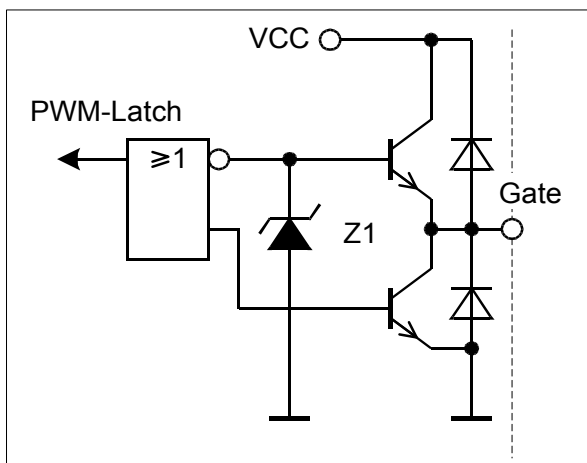 VCC
PWM-Latch
⩾1
Gate
Z1